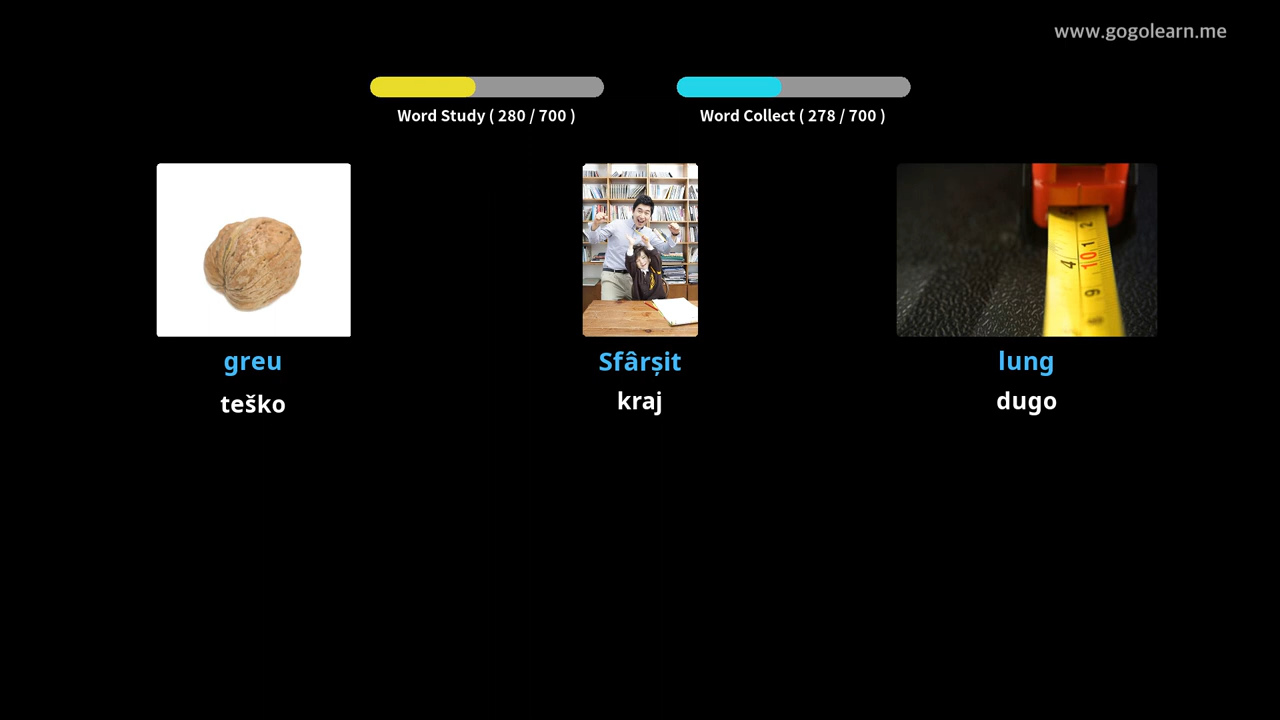 www.gogolearn.me
Word Study ( 280 / 700 )
Word Collect ( 278 / 700 )
greu
Sfârșit
lung
teško
kraj
dugo